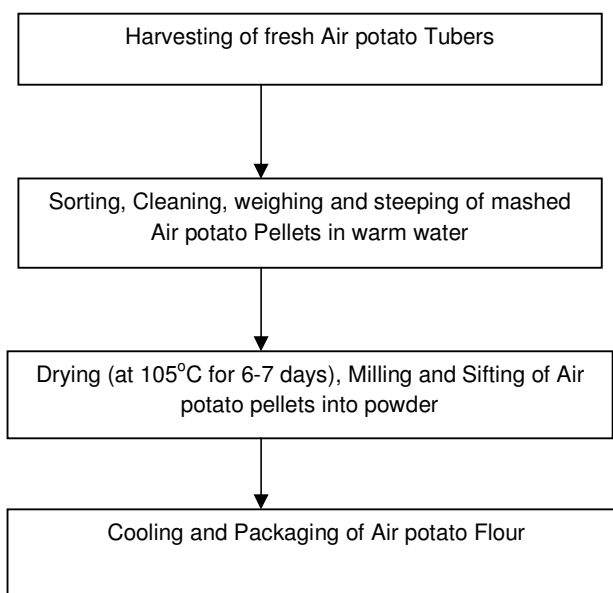 Harvesting of fresh Air potato Tubers
Sorting, Cleaning, weighing and steeping of mashed
Air potato Pellets in warm water
Drying (at 105°C for 6-7 days), Milling and Sifting of Air
potato pellets into powder
Cooling and Packaging of Air potato Flour